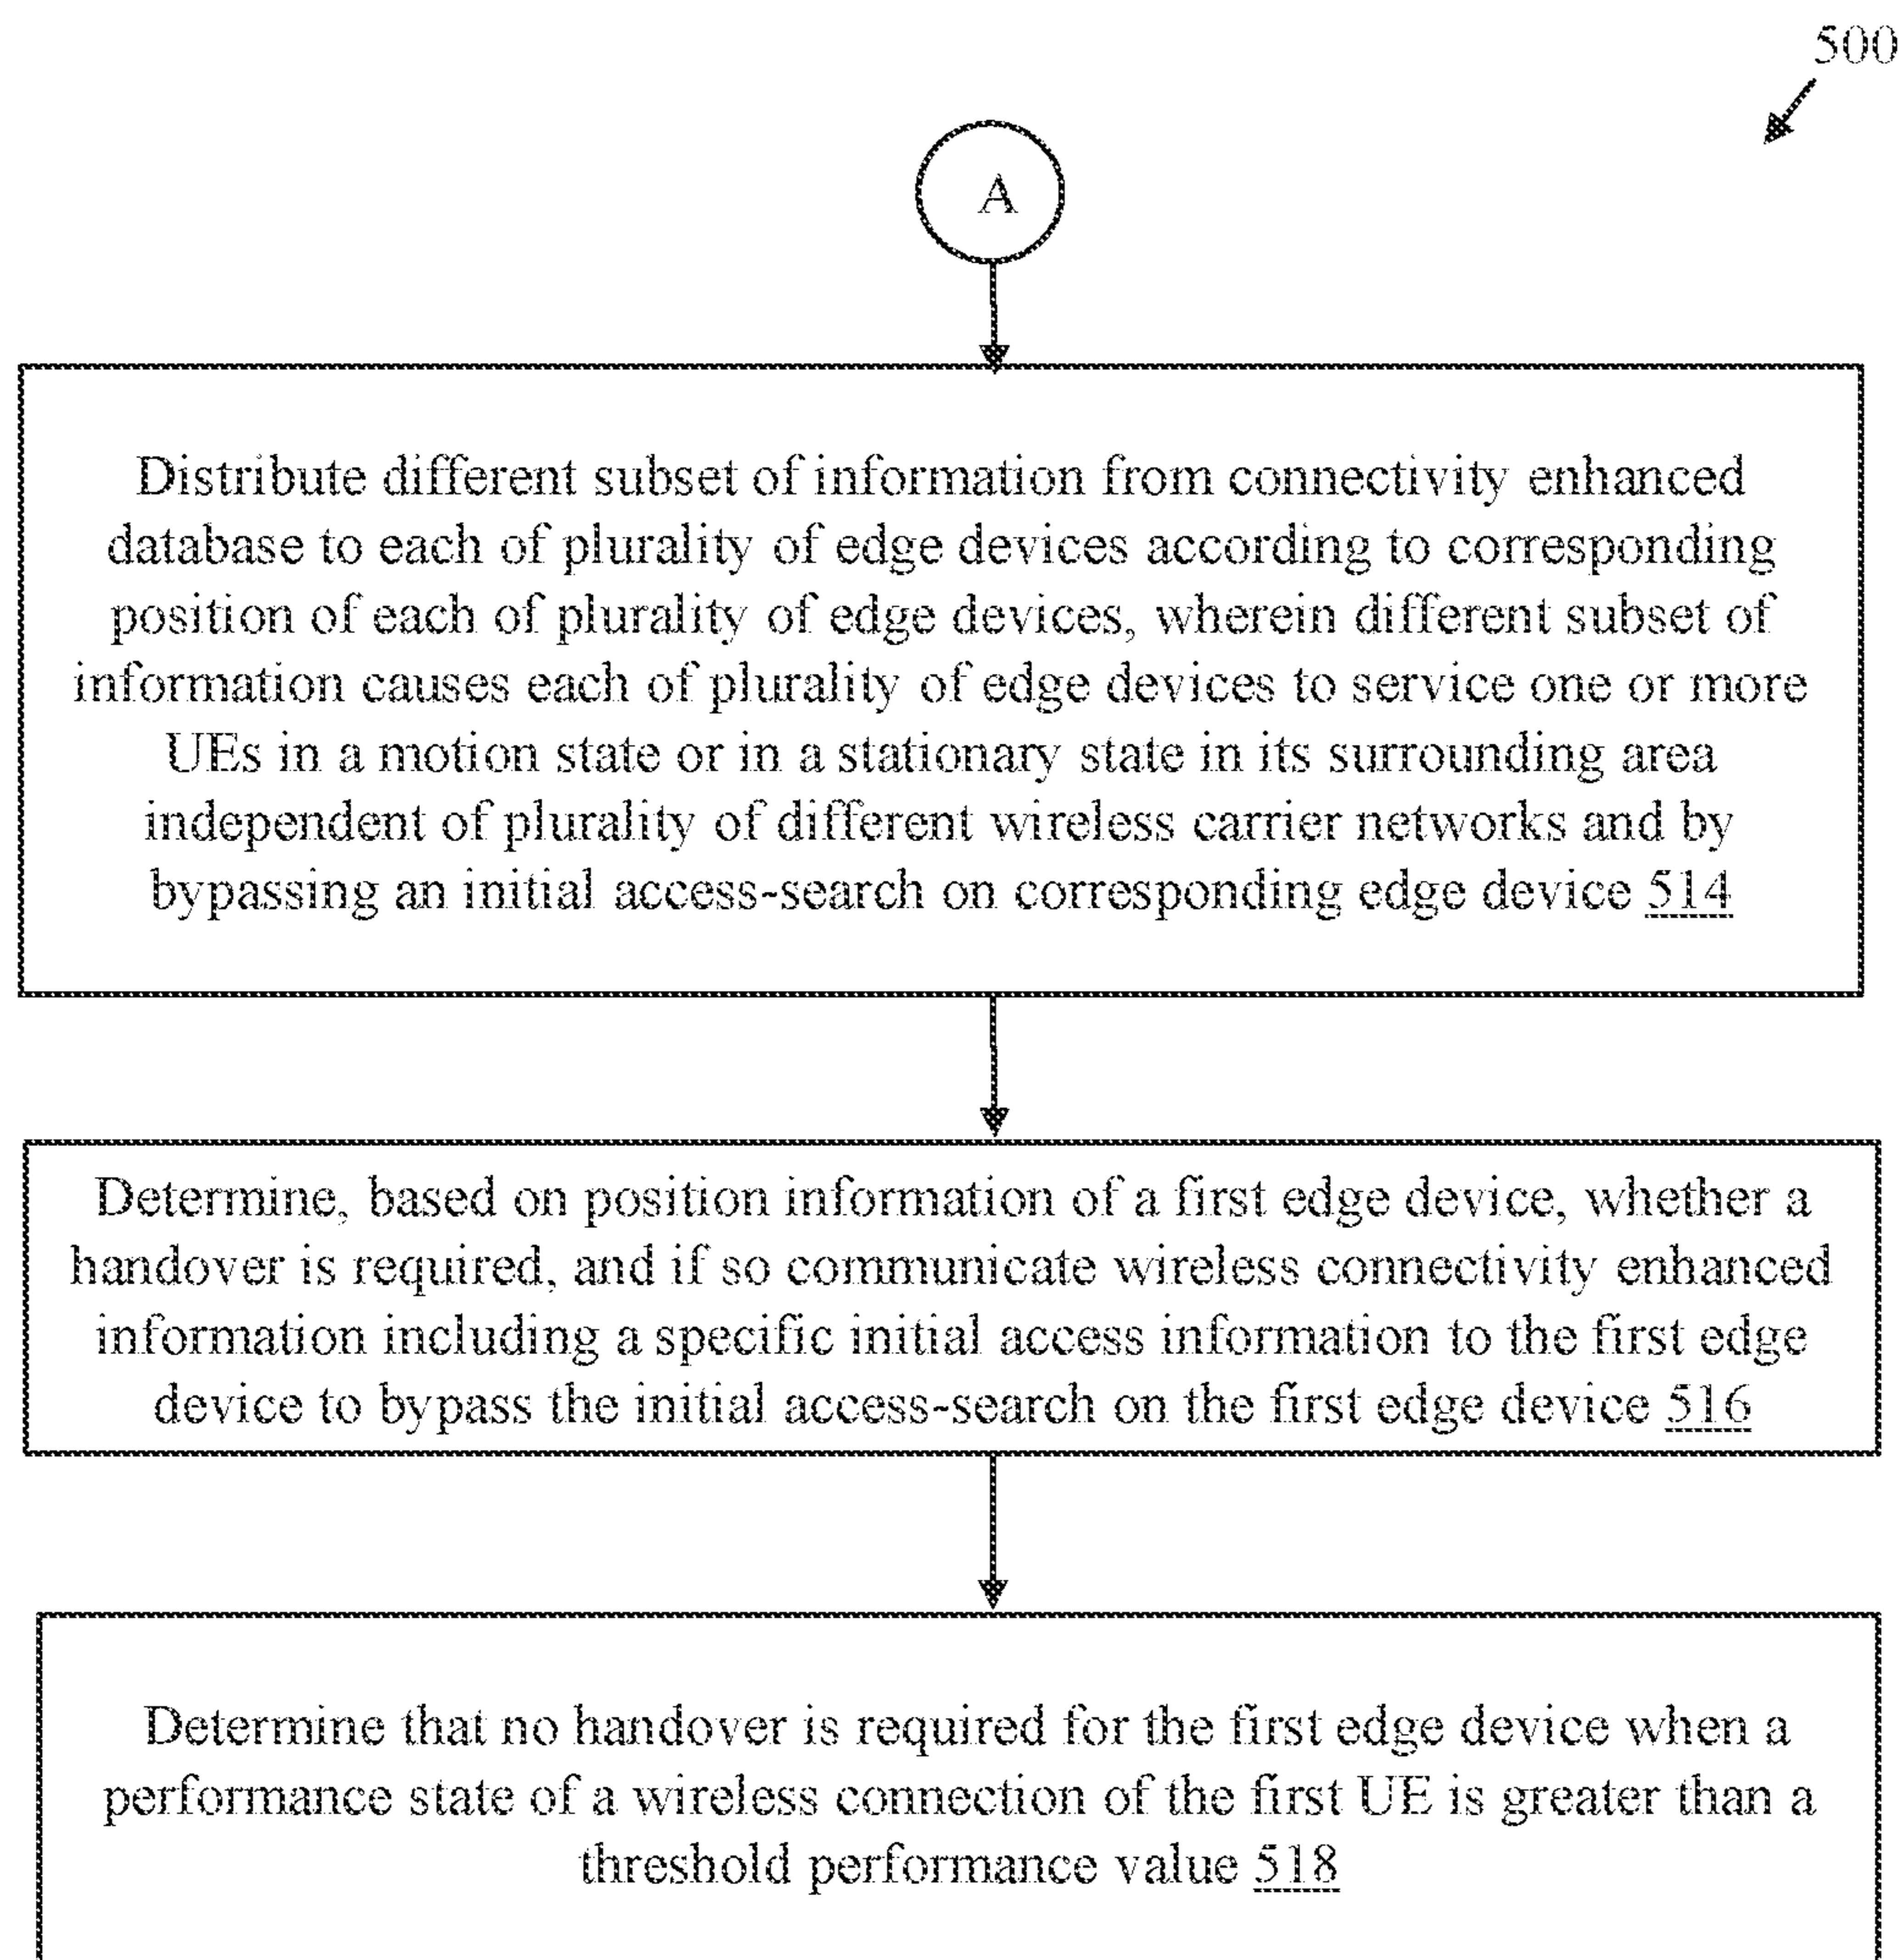 500
A
Distribute different subset of information from connectivity enhanced
database to each of plurality of edge devices according to corresponding
position of each of plurality of edge devices, wherein different subset of
information causes each of plurality of edge devices to service one or more
UEs in a motion state or in a stationary state in its surrounding area
independent of plurality of different wireless carrier networks and by
bypassing an initial access-search on corresponding edge device 514
Determine, based on position information of a first edge device, whether a
handover is required, and if so communicate wireless connectivity enhanced
information including a specific initial access information to the first edge
device to bypass the initial access-search on the first edge device 516
Determine that no handover is required for the first edge device when a
performance state of a wireless connection of the first UE is greater than a
threshold performance value 518